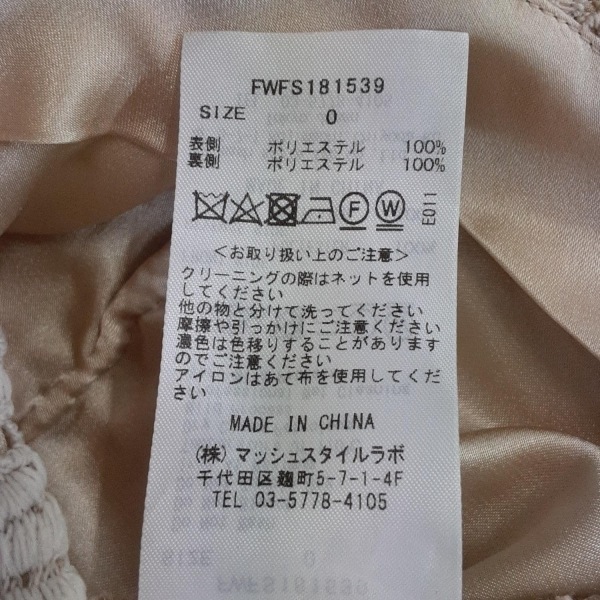 FWFS181539
SIZE 0
表側 ポリエステル 100%
裏側 ポリエステル 100%
F W E011
<お取り扱い上のご注意>
クリーニングの際はネットを使用
してください
他の物と分けて洗ってください
摩擦や引っかけにご注意ください
濃色は色移りすることがあります
のでご注意ください
アイロンはあて布を使用してくだ
さい
MADE IN CHINA
(株) マッシュスタイルラボ
千代田区麹町5-7-1-4F
TEL 03-5778-4105